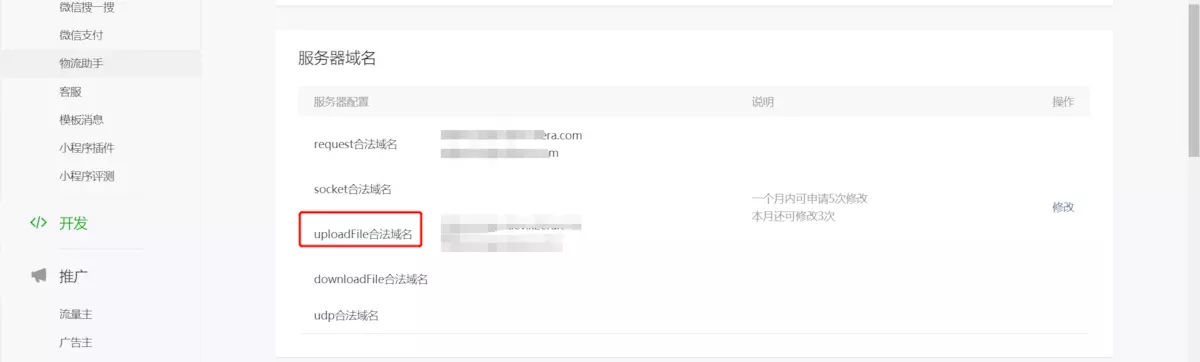 微信搜一搜
微信支付
物流助手
客服
模板消息
小程序插件
小程序评测
开发
推广
流量主
广告主
服务器域名
服务器配置 说明 操作
request合法域名 era.com
m
socket合法域名
一个月内可申请5次修改
本月还可修改3次
修改
uploadFile合法域名
downloadFile合法域名
udp合法域名